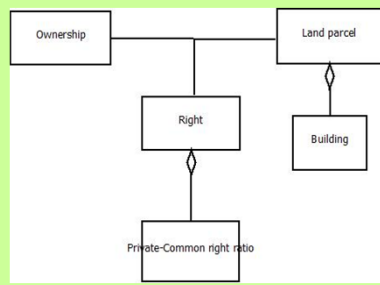 Ownership
Land parcel
Right
Building
Private-Common right ratio